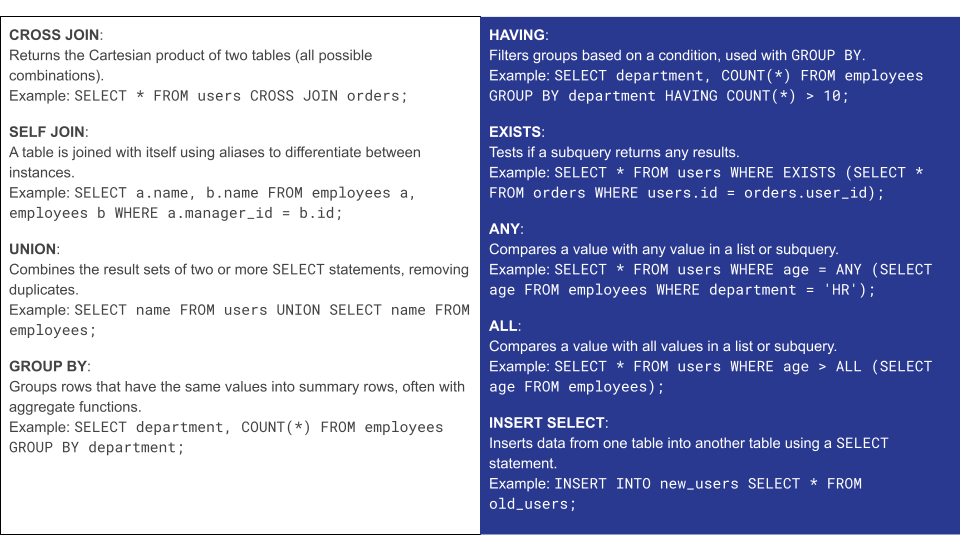 CROSS JOIN:
Returns the Cartesian product of two tables (all possible
combinations).
Example: SELECT * FROM users CROSS JOIN orders;
SELF JOIN:
A table is joined with itself using aliases to differentiate between
instances.
Example: SELECT a.name, b.name FROM employees a,
employees b WHERE a.manager_id = b.id;
UNION:
Combines the result sets of two or more SELECT statements, removing
duplicates.
Example: SELECT name FROM users UNION SELECT name FROM
employees;
GROUP BY:
Groups rows that have the same values into summary rows, often with
aggregate functions.
Example: SELECT department, COUNT(*) FROM employees
GROUP BY department;
HAVING:
Filters groups based on a condition, used with GROUP BY.
Example: SELECT department, COUNT(*) FROM employees
GROUP BY department HAVING COUNT(*) > 10;
EXISTS:
Tests if a subquery returns any results.
Example: SELECT * FROM users WHERE EXISTS (SELECT *
FROM orders WHERE users.id = orders.user_id);
ANY:
Compares a value with any value in a list or subquery.
Example: SELECT * FROM users WHERE age = ANY (SELECT
age FROM employees WHERE department = 'HR');
ALL:
Compares a value with all values in a list or subquery.
Example: SELECT * FROM users WHERE age > ALL (SELECT
age FROM employees);
INSERT SELECT:
Inserts data from one table into another table using a SELECT
statement.
Example: INSERT INTO new_users SELECT * FROM
old_users;